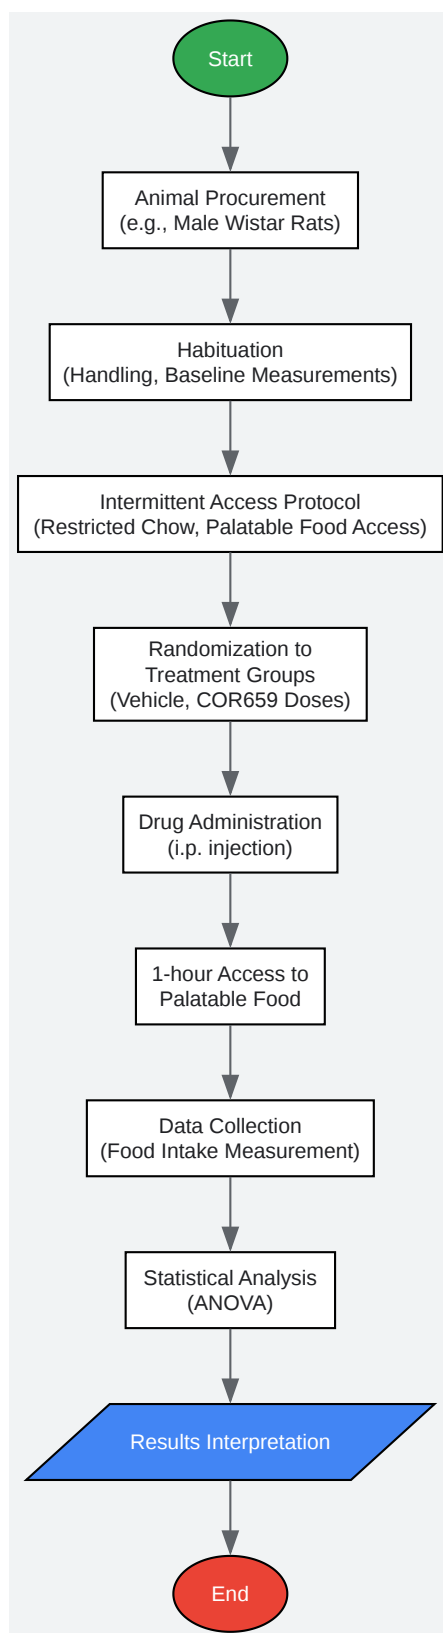 Start
Animal Procurement
(e.g., Male Wistar Rats)
Habituation
(Handling, Baseline Measurements)
Intermittent Access Protocol
(Restricted Chow, Palatable Food Access)
Randomization to
Treatment Groups
(Vehicle, COR659 Doses)
Drug Administration
(i.p. injection)
1-hour Access to
Palatable Food
Data Collection
(Food Intake Measurement)
Statistical Analysis
(ANOVA)
Results Interpretation
End